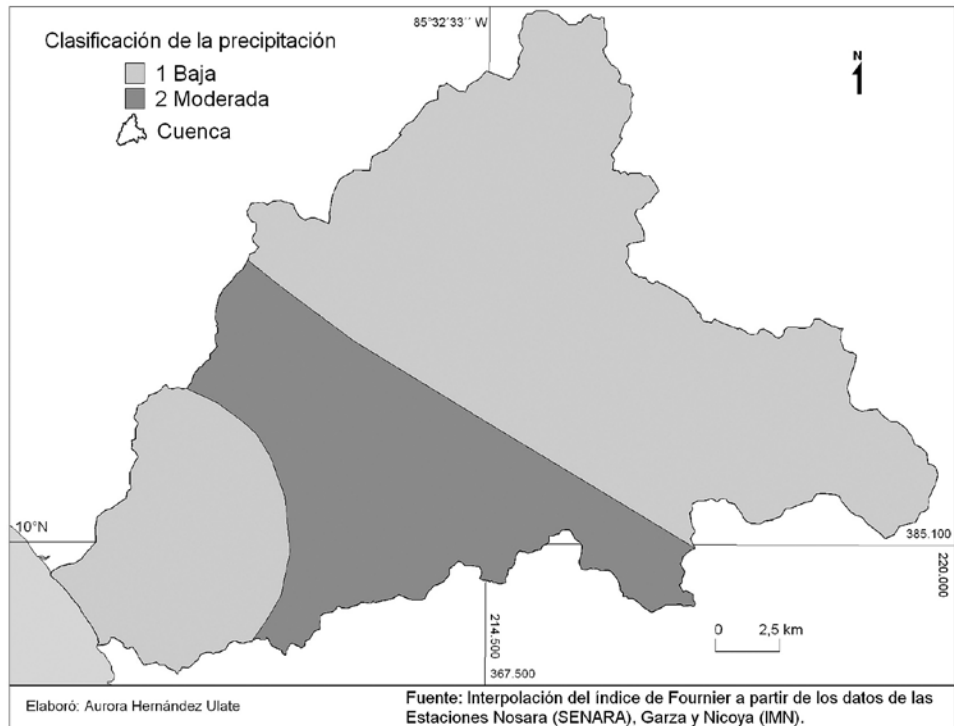 85°32´33´´ W
Clasificación de la precipitación
1 Baja
2 Moderada
Cuenca
N
10°N
385.100
220.000
214.500
367.500
0 2,5 km
Elaboró: Aurora Hernández Ulate
Fuente: Interpolación del índice de Fournier a partir de los datos de las
Estaciones Nosara (SENARA), Garza y Nicoya (IMN).